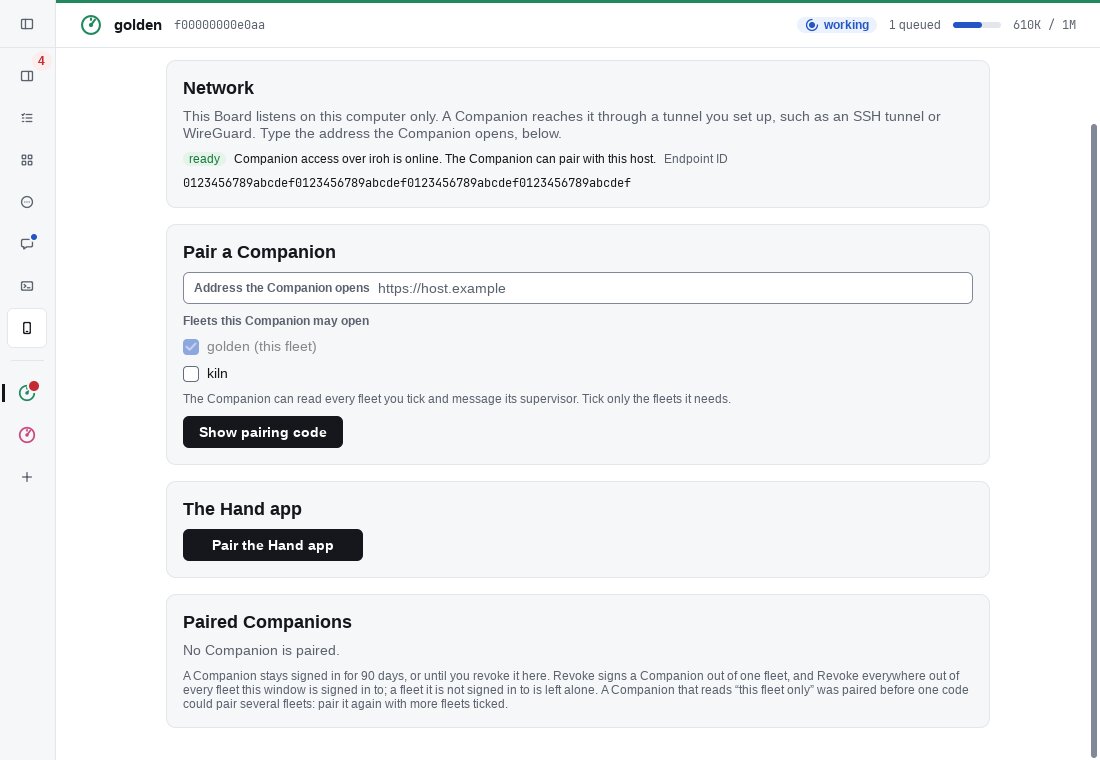 golden f00000000e0aa working 1 queued 610K / 1M
4
Network
This Board listens on this computer only. A Companion reaches it through a tunnel you set up, such as an SSH tunnel or
WireGuard. Type the address the Companion opens, below.
ready Companion access over iroh is online. The Companion can pair with this host. Endpoint ID
0123456789abcdef0123456789abcdef0123456789abcdef0123456789abcdef
Pair a Companion
Address the Companion opens https://host.example
Fleets this Companion may open
golden (this fleet)
kiln
The Companion can read every fleet you tick and message its supervisor. Tick only the fleets it needs.
Show pairing code
The Hand app
Pair the Hand app
Paired Companions
No Companion is paired.
A Companion stays signed in for 90 days, or until you revoke it here. Revoke signs a Companion out of one fleet, and Revoke everywhere out of
every fleet this window is signed in to; a fleet it is not signed in to is left alone. A Companion that reads “this fleet only” was paired before one code
could pair several fleets: pair it again with more fleets ticked.